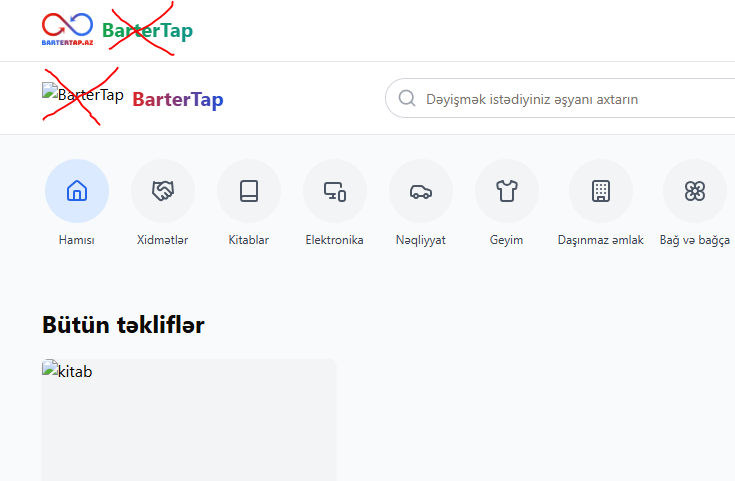 BARTERTAP.AZ
BarterTap
BarterTap
BarterTap
Dəyişmək istədiyiniz əşyanı axtarın
Hamısı
Xidmətlər
Kitablar
Elektronika
Nəqliyyat
Geyim
Daşınmaz əmlak
Bağ və bağça
Bütün təkliflər
kitab